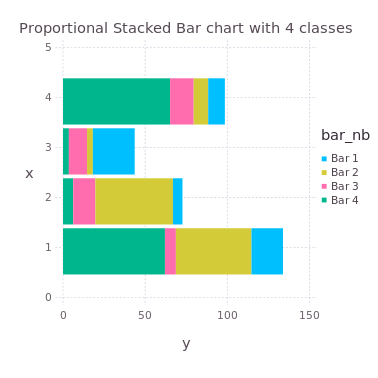 Proportional Stacked Bar chart with 4 classes
5
4
3
2
1
0
x
0 50 100 150
y
bar_nb
Bar 1
Bar 2
Bar 3
Bar 4